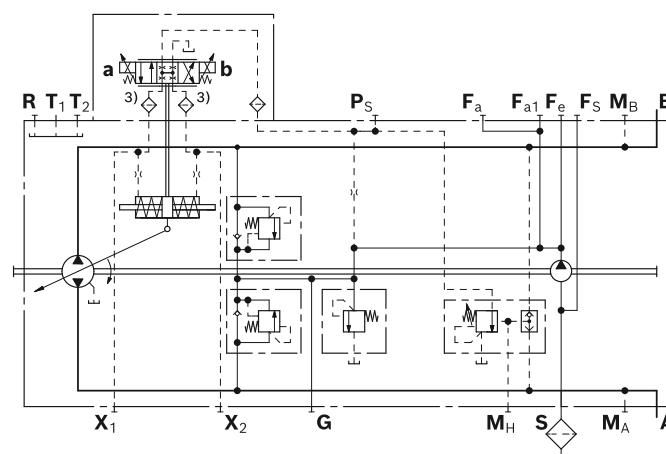 a b
3) 3)
R T1 T2 PS Fa Fa1 Fe FS MB B
X1 X2 G MH S MA A